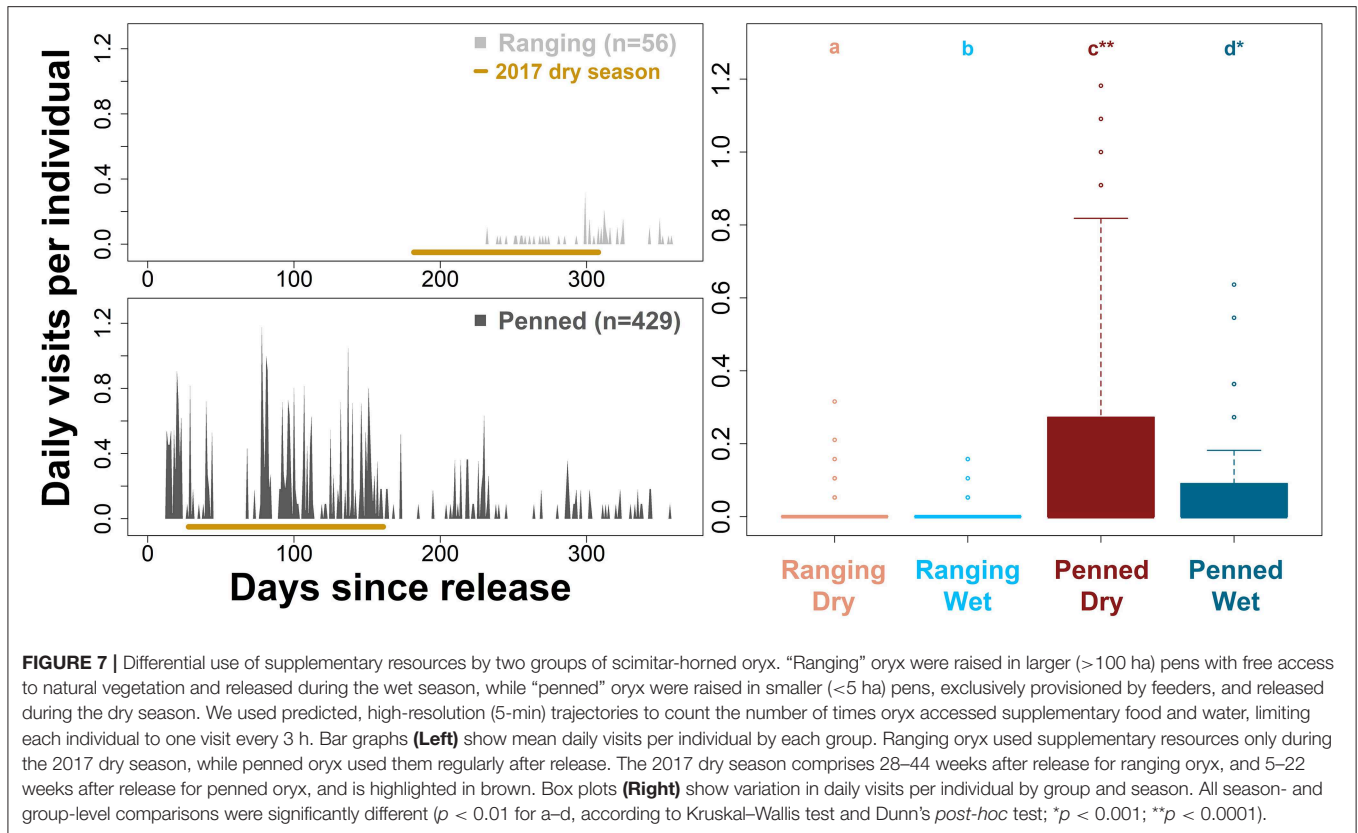 Daily visits per individual
1.2
0.8
0.4
0.0
■ Ranging (n=56)
2017 dry season
0
100
200
300
1.2
0.8
0.4
0.0
■ Penned (n=429)
0
100
200
300
Days since release
1.2
1.0
0.8
0.6
0.4
0.2
0.0
a
b
c**
d*
Ranging
Dry
Ranging
Wet
Penned
Dry
Penned
Wet
FIGURE 7 | Differential use of supplementary resources by two groups of scimitar-horned oryx. “Ranging” oryx were raised in larger (>100 ha) pens with free access
to natural vegetation and released during the wet season, while “penned” oryx were raised in smaller (<5 ha) pens, exclusively provisioned by feeders, and released
during the dry season. We used predicted, high-resolution (5-min) trajectories to count the number of times oryx accessed supplementary food and water, limiting
each individual to one visit every 3 h. Bar graphs (Left) show mean daily visits per individual by each group. Ranging oryx used supplementary resources only during
the 2017 dry season, while penned oryx used them regularly after release. The 2017 dry season comprises 28–44 weeks after release for ranging oryx, and 5–22
weeks after release for penned oryx, and is highlighted in brown. Box plots (Right) show variation in daily visits per individual by group and season. All season- and
group-level comparisons were significantly different (p < 0.01 for a–d, according to Kruskal–Wallis test and Dunn’s post-hoc test; *p < 0.001; **p < 0.0001).